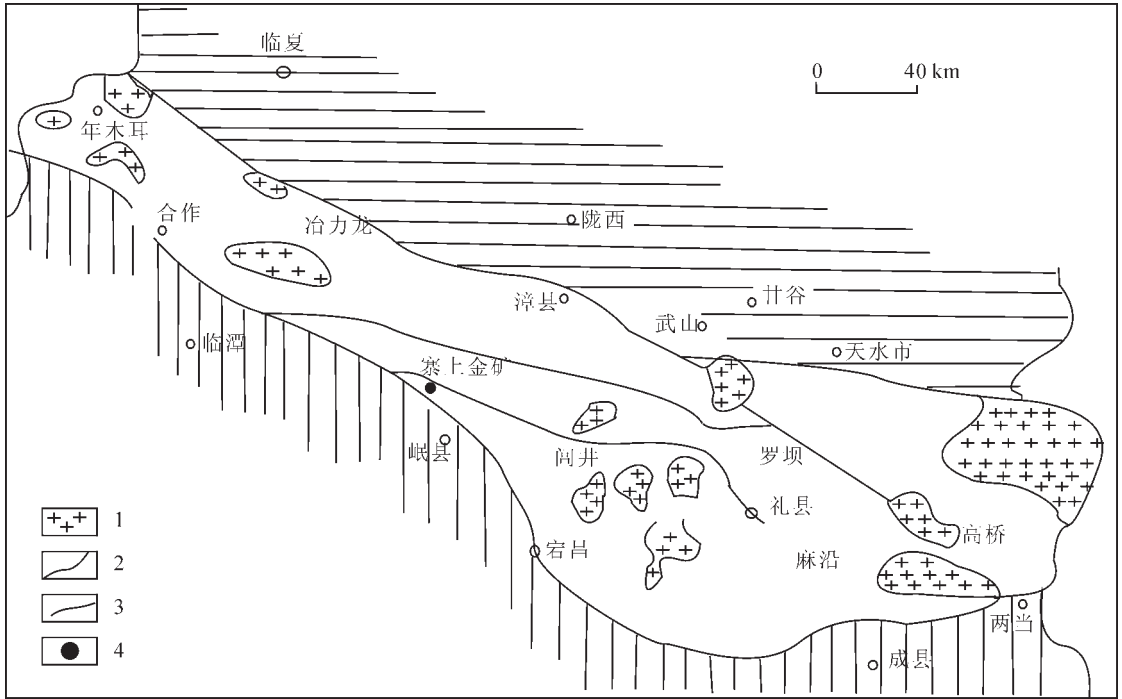 临夏
0 40 km
年木耳
合作
冶力龙
陇西
漳县
甘谷
武山
临潭
天水市
寨上金矿
岷县
闾井
罗坝
礼县
宕昌
高桥
麻沿
两当
成县
1
2
3
4